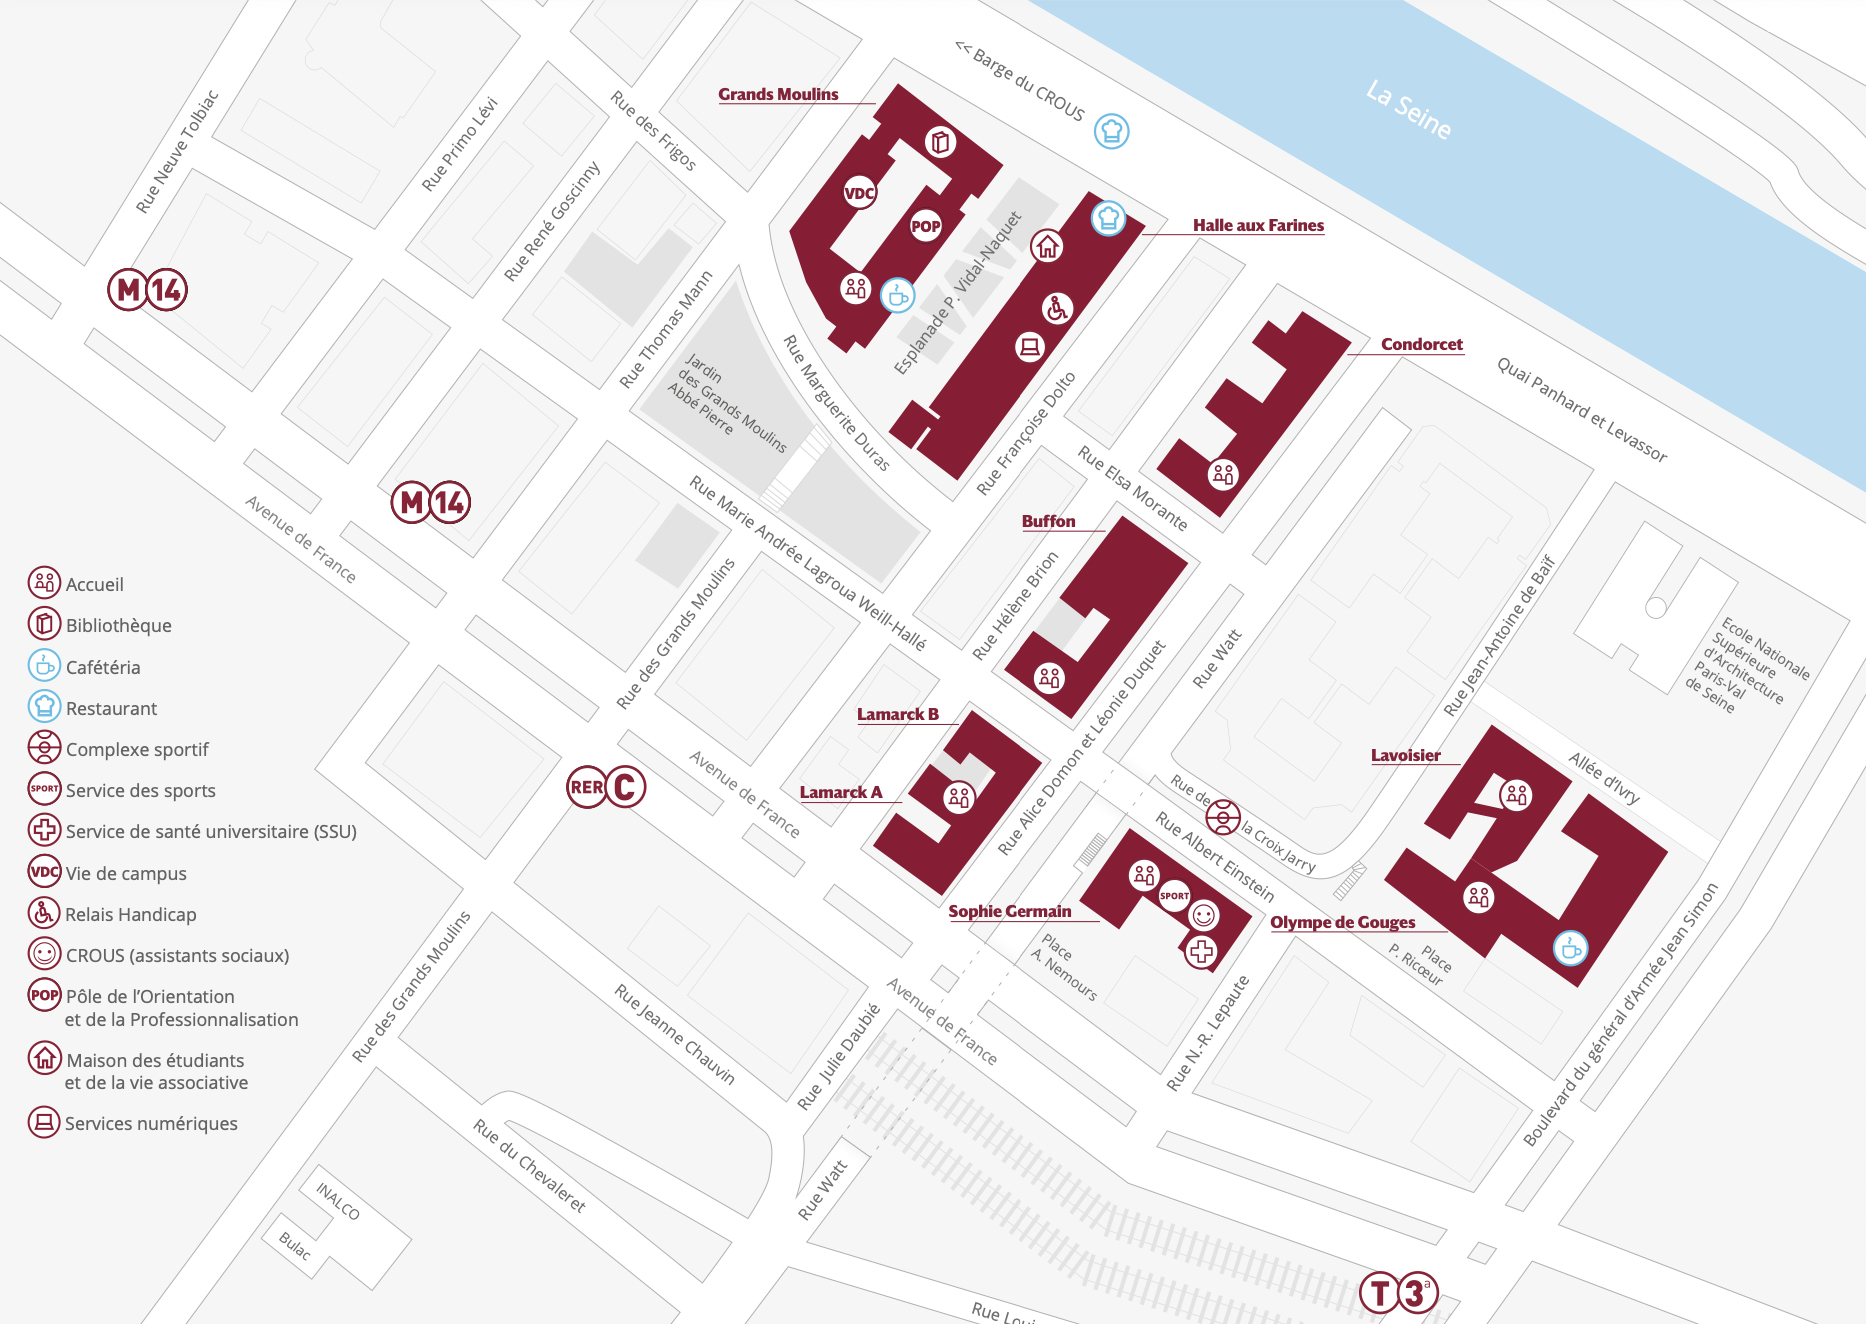 << Barge du CROUS
La Seine
Grands Moulins
Rue Neuve Tolbiac
Rue Primo Lévi
Rue des Frigos
Rue René Goscinny
VDC
POP
Esplanade P. Vidal-Naquet
Halle aux Farines
M 14
Rue Thomas Mann
Jardin
des Grands Moulins
Abbé Pierre
Rue Marguerite Duras
Rue Françoise Dolto
Condorcet
Quai Panhard et Levassor
M 14
Avenue de France
Rue Marie Andrée Lagroua Weill-Hallé
Rue Elsa Morante
Buffon
Rue Hélène Brion
Rue des Grands Moulins
Rue Watt
Rue Jean-Antoine de Baïf
Ecole Nationale
Supérieure
d'Architecture
Paris-Val
de Seine
Lamarck B
Lamarck A
Rue Alice Domon et Léonie Duquet
Avenue de France
RER C
Lavoisier
Allée d'Ivry
Rue de la Croix Jarry
Rue Albert Einstein
Sophie Germain
SPORT
Olympe de Gouges
Place
A. Nemours
Place
P. Ricœur
Rue N.-R. Lepaute
Boulevard du général d'Armée Jean Simon
Avenue de France
Rue des Grands Moulins
Rue Jeanne Chauvin
Rue Julie Daubié
Rue du Chevaleret
Rue Watt
INALCO
Bulac
T 3a
Accueil
Bibliothèque
Cafétéria
Restaurant
Complexe sportif
SPORT Service des sports
Service de santé universitaire (SSU)
VDC Vie de campus
Relais Handicap
CROUS (assistants sociaux)
POP Pôle de l'Orientation
et de la Professionnalisation
Maison des étudiants
et de la vie associative
Services numériques